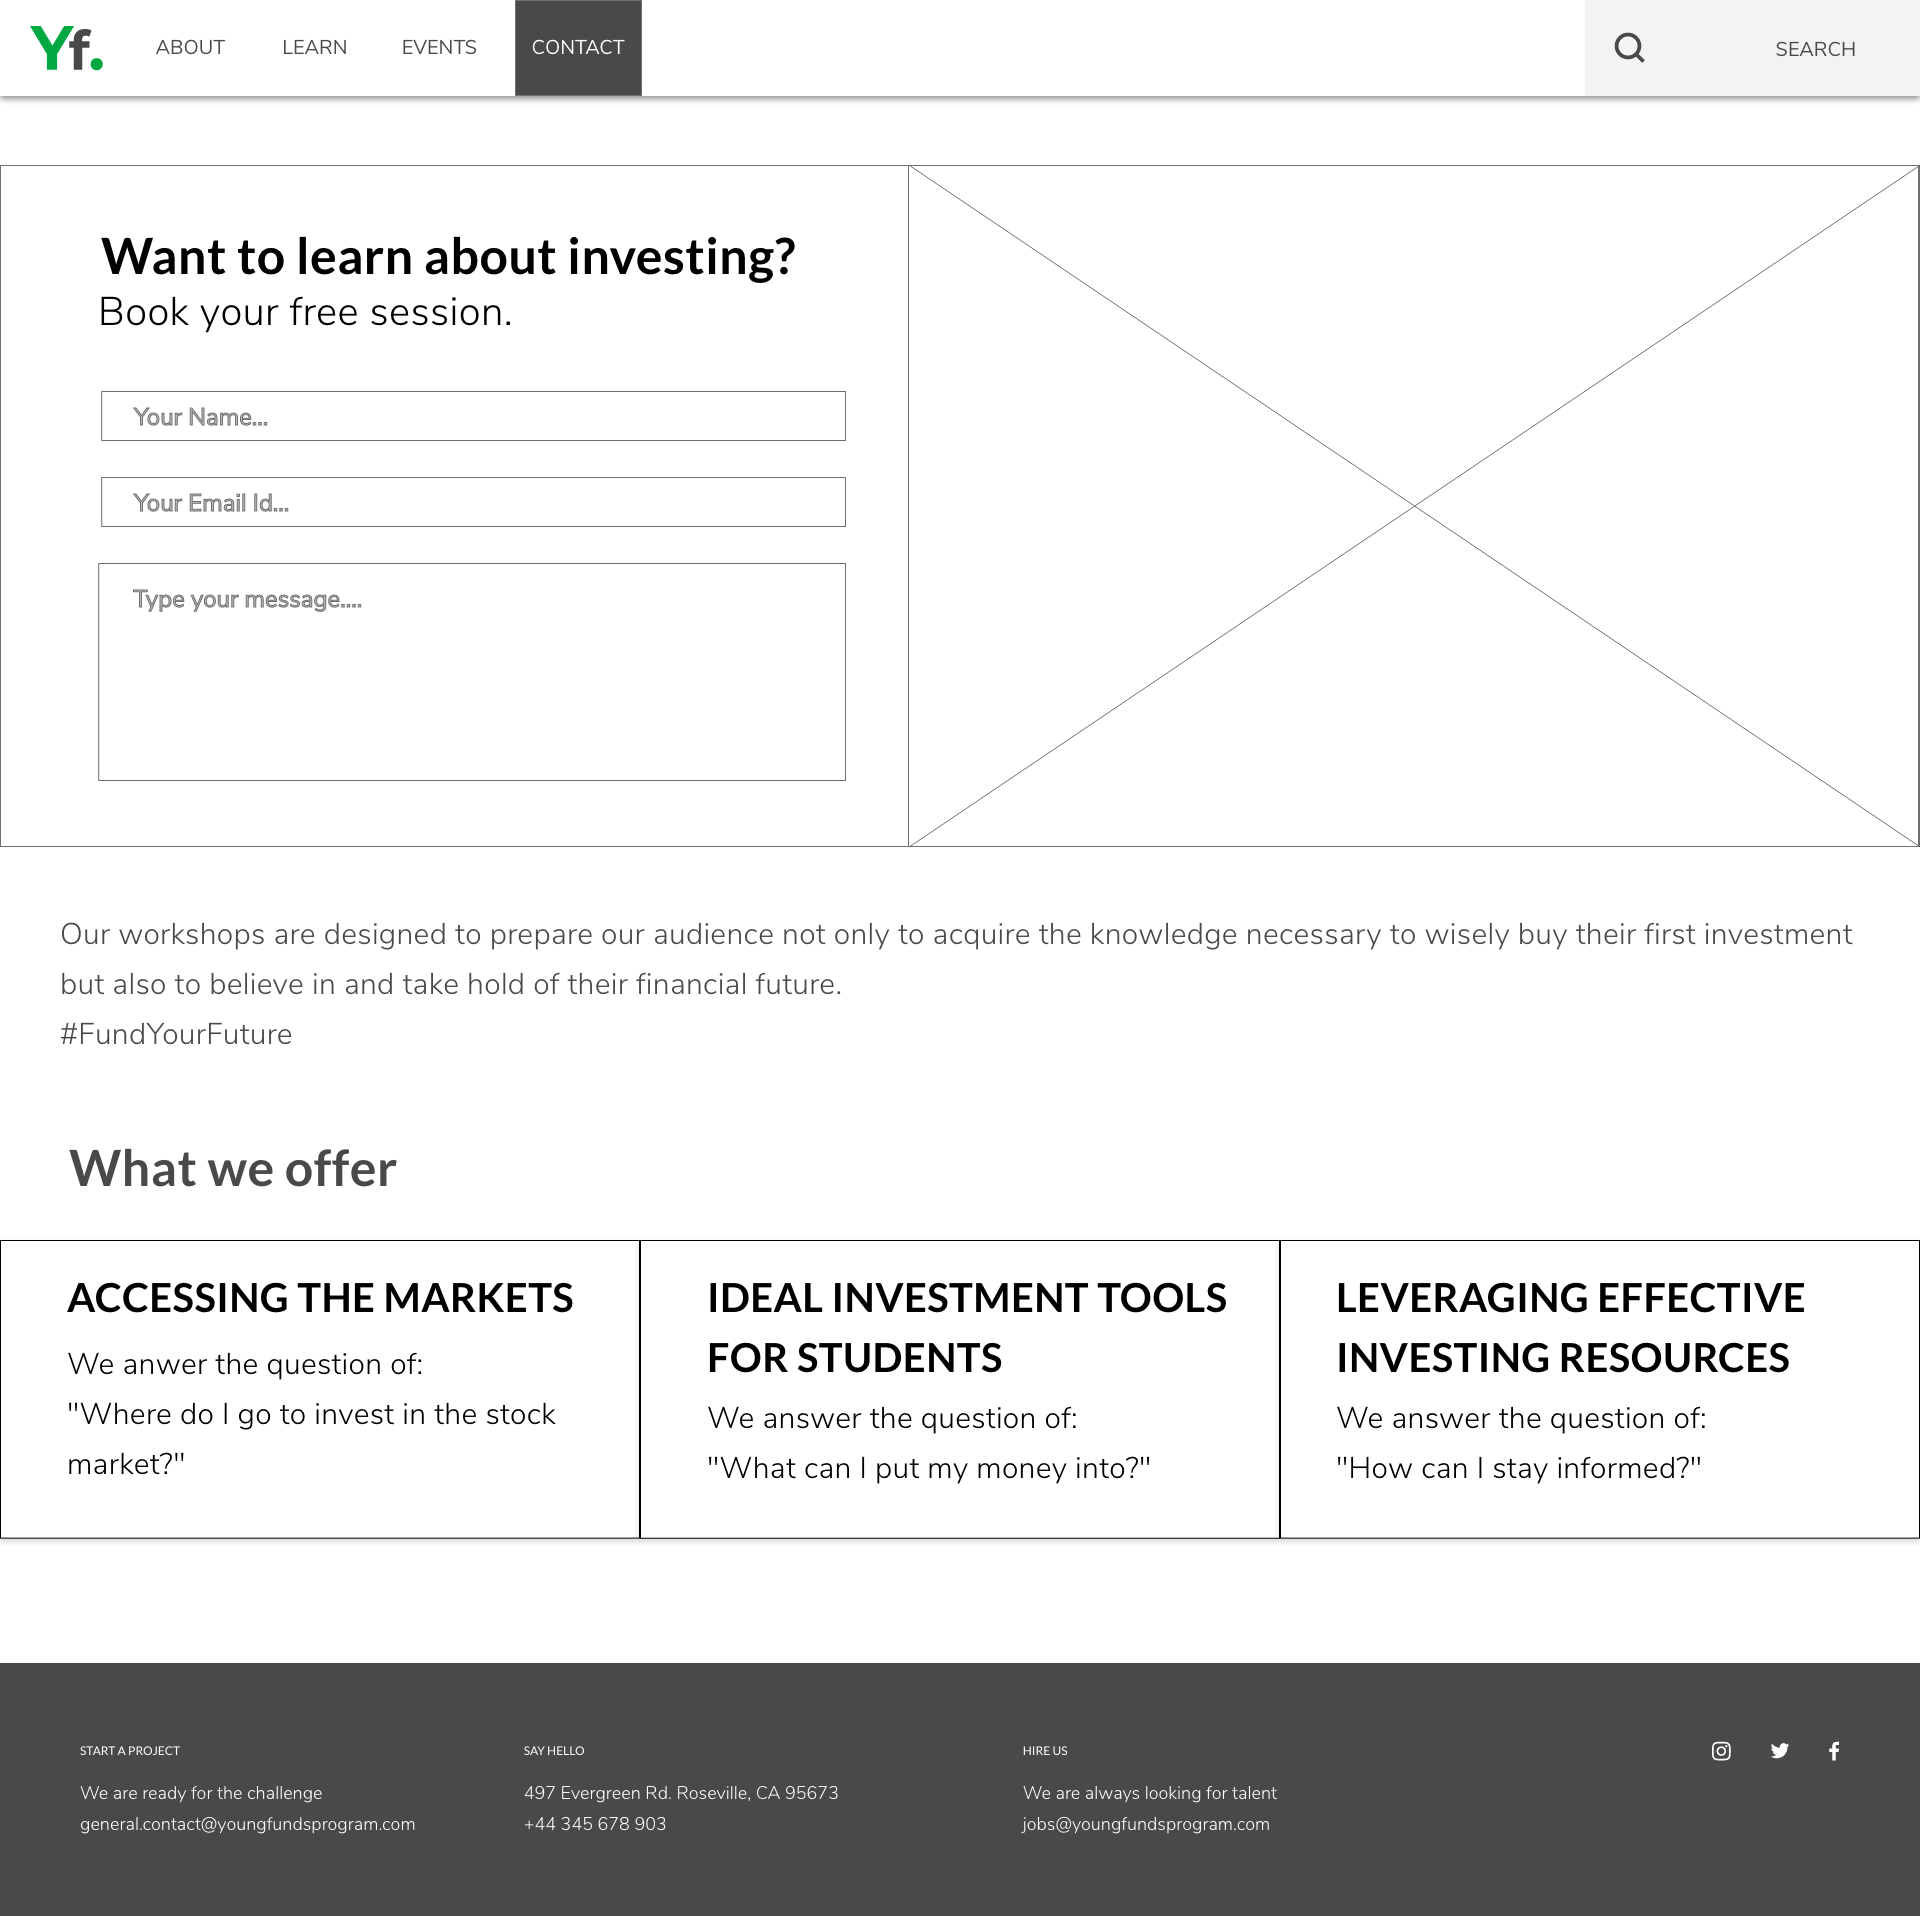 Yf.
ABOUT
LEARN
EVENTS
CONTACT
SEARCH
Want to learn about investing?
Book your free session.
Your Name...
Your Email Id...
Type your message....
Our workshops are designed to prepare our audience not only to acquire the knowledge necessary to wisely buy their first investment
but also to believe in and take hold of their financial future.
#FundYourFuture
What we offer
ACCESSING THE MARKETS
We anwer the question of:
"Where do I go to invest in the stock
market?"
IDEAL INVESTMENT TOOLS
FOR STUDENTS
We answer the question of:
"What can I put my money into?"
LEVERAGING EFFECTIVE
INVESTING RESOURCES
We answer the question of:
"How can I stay informed?"
START A PROJECT
We are ready for the challenge
general.contact@youngfundsprogram.com
SAY HELLO
497 Evergreen Rd. Roseville, CA 95673
+44 345 678 903
HIRE US
We are always looking for talent
jobs@youngfundsprogram.com